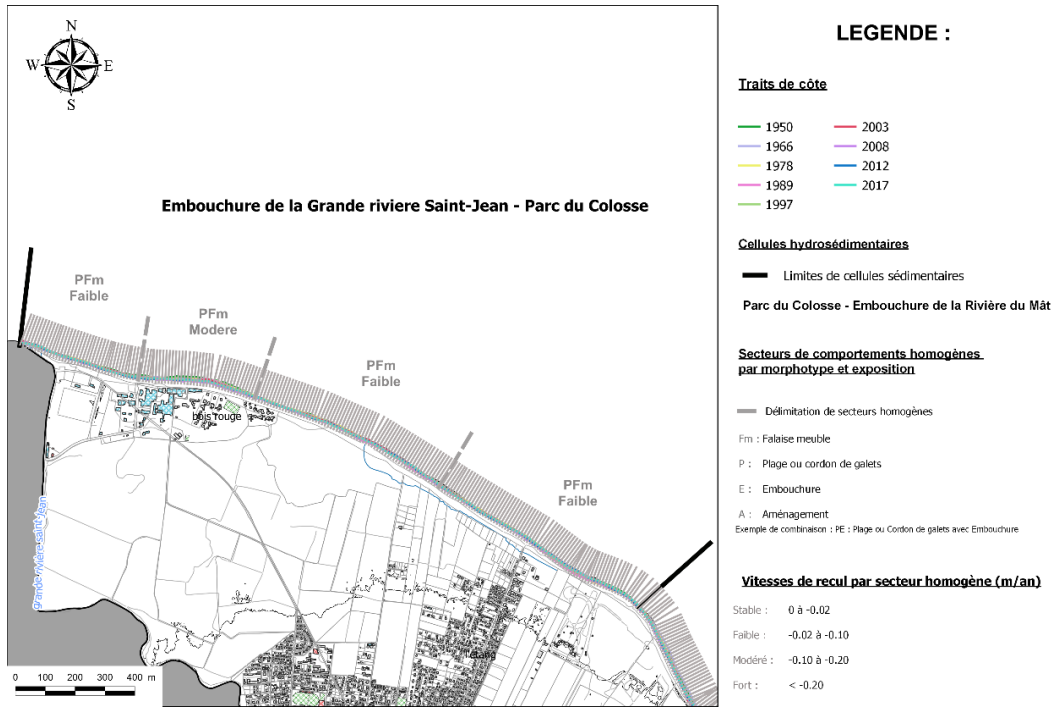 N
W E
S
Embouchure de la Grande riviere Saint-Jean - Parc du Colosse
PFm
Faible
PFm
Modere
PFm
Faible
PFm
Faible
bois rouge
grande rivière saint-jean
l'étang
0 100 200 300 400 m
LEGENDE :
Traits de côte
1950 2003
1966 2008
1978 2012
1989 2017
1997
Cellules hydrosédimentaires
Limites de cellules sédimentaires
Parc du Colosse - Embouchure de la Rivière du Mât
Secteurs de comportements homogènes
par morphotype et exposition
Délimitation de secteurs homogènes
Fm : Falaise meuble
P : Plage ou cordon de galets
E : Embouchure
A : Aménagement
Exemple de combinaison : PE : Plage ou Cordon de galets avec Embouchure
Vitesses de recul par secteur homogène (m/an)
Stable : 0 à -0.02
Faible : -0.02 à -0.10
Modéré : -0.10 à -0.20
Fort : < -0.20